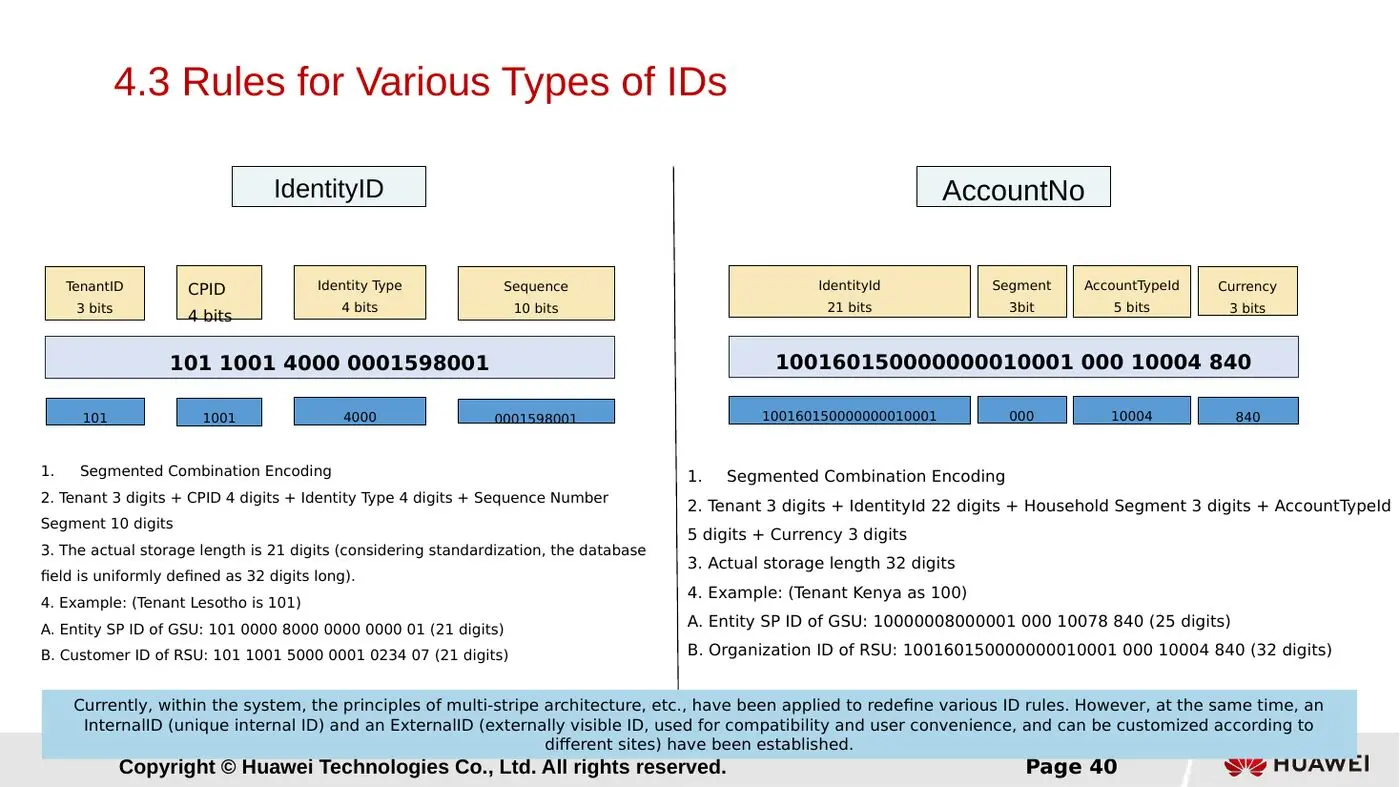 4.3 Rules for Various Types of IDs
IdentityID
TenantID
3 bits
CPID
4 bits
Identity Type
4 bits
Sequence
10 bits
101 1001 4000 0001598001
101
1001
4000
0001598001
1. Segmented Combination Encoding
2. Tenant 3 digits + CPID 4 digits + Identity Type 4 digits + Sequence Number
Segment 10 digits
3. The actual storage length is 21 digits (considering standardization, the database
field is uniformly defined as 32 digits long).
4. Example: (Tenant Lesotho is 101)
A. Entity SP ID of GSU: 101 0000 8000 0000 0000 01 (21 digits)
B. Customer ID of RSU: 101 1001 5000 0001 0234 07 (21 digits)
AccountNo
IdentityId
21 bits
Segment
3bit
AccountTypeId
5 bits
Currency
3 bits
100160150000000010001 000 10004 840
100160150000000010001
000
10004
840
1. Segmented Combination Encoding
2. Tenant 3 digits + IdentityId 22 digits + Household Segment 3 digits + AccountTypeId
5 digits + Currency 3 digits
3. Actual storage length 32 digits
4. Example: (Tenant Kenya as 100)
A. Entity SP ID of GSU: 10000008000001 000 10078 840 (25 digits)
B. Organization ID of RSU: 100160150000000010001 000 10004 840 (32 digits)
Currently, within the system, the principles of multi-stripe architecture, etc., have been applied to redefine various ID rules. However, at the same time, an
InternalID (unique internal ID) and an ExternalID (externally visible ID, used for compatibility and user convenience, and can be customized according to
different sites) have been established.
Copyright © Huawei Technologies Co., Ltd. All rights reserved.
Page 40
HUAWEI